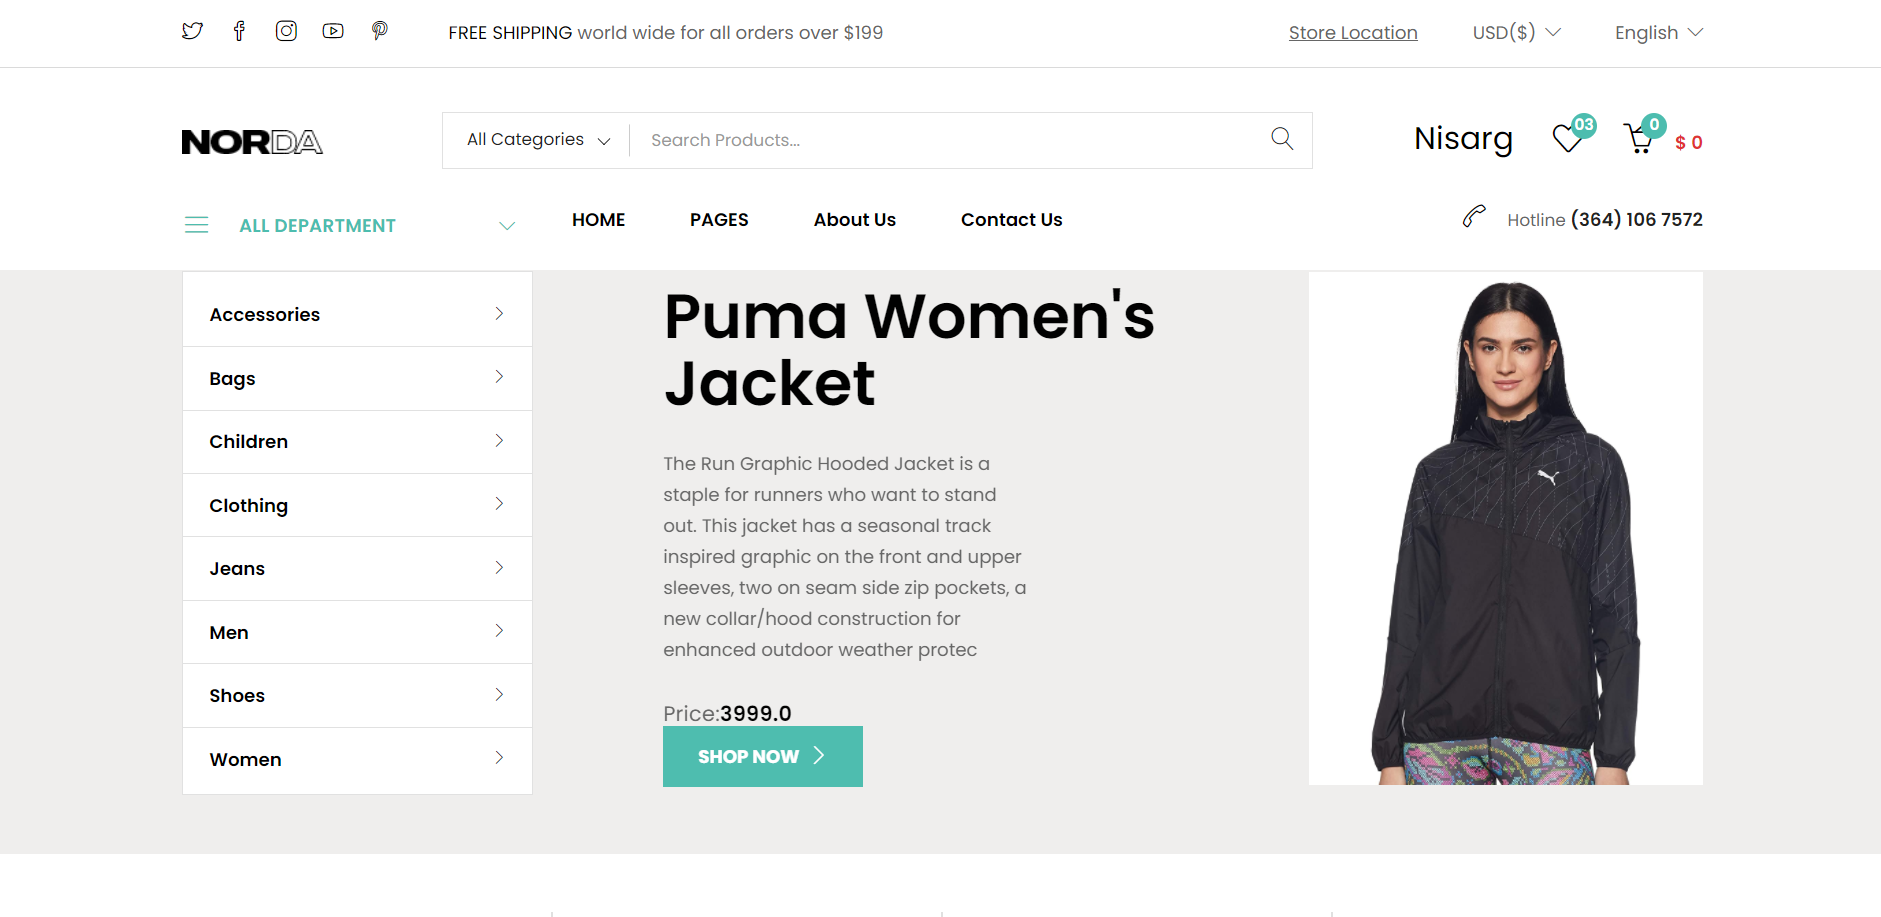 FREE SHIPPING world wide for all orders over $199
Store Location
USD($)
English
NORDA
All Categories
Search Products...
Nisarg
03
0
$ 0
ALL DEPARTMENT
HOME
PAGES
About Us
Contact Us
Hotline (364) 106 7572
Accessories
Bags
Children
Clothing
Jeans
Men
Shoes
Women
Puma Women's
Jacket
The Run Graphic Hooded Jacket is a
staple for runners who want to stand
out. This jacket has a seasonal track
inspired graphic on the front and upper
sleeves, two on seam side zip pockets, a
new collar/hood construction for
enhanced outdoor weather protec
Price:3999.0
SHOP NOW